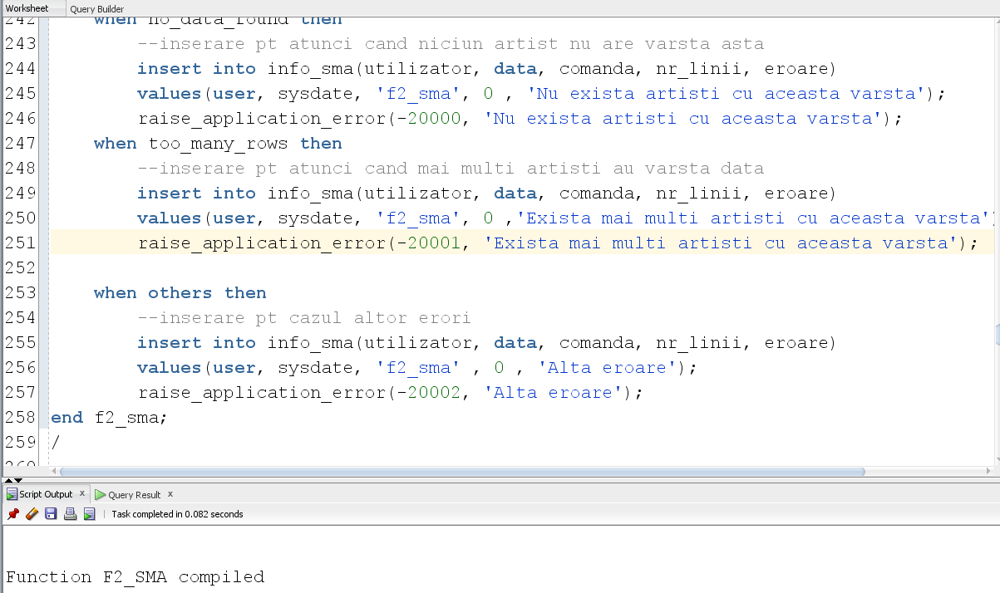 Worksheet Query Builder
242 when no_data_found then
243 --inserare pt atunci cand niciun artist nu are varsta asta
244 insert into info_sma(utilizator, data, comanda, nr_linii, eroare)
245 values(user, sysdate, 'f2_sma', 0 , 'Nu exista artisti cu aceasta varsta');
246 raise_application_error(-20000, 'Nu exista artisti cu aceasta varsta');
247 when too_many_rows then
248 --inserare pt atunci cand mai multi artisti au varsta data
249 insert into info_sma(utilizator, data, comanda, nr_linii, eroare)
250 values(user, sysdate, 'f2_sma', 0 ,'Exista mai multi artisti cu aceasta varsta')
251 raise_application_error(-20001, 'Exista mai multi artisti cu aceasta varsta');
252
253 when others then
254 --inserare pt cazul altor erori
255 insert into info_sma(utilizator, data, comanda, nr_linii, eroare)
256 values(user, sysdate, 'f2_sma' , 0 , 'Alta eroare');
257 raise_application_error(-20002, 'Alta eroare');
258 end f2_sma;
259 /
260
Script Output x Query Result x
Task completed in 0.082 seconds
Function F2_SMA compiled